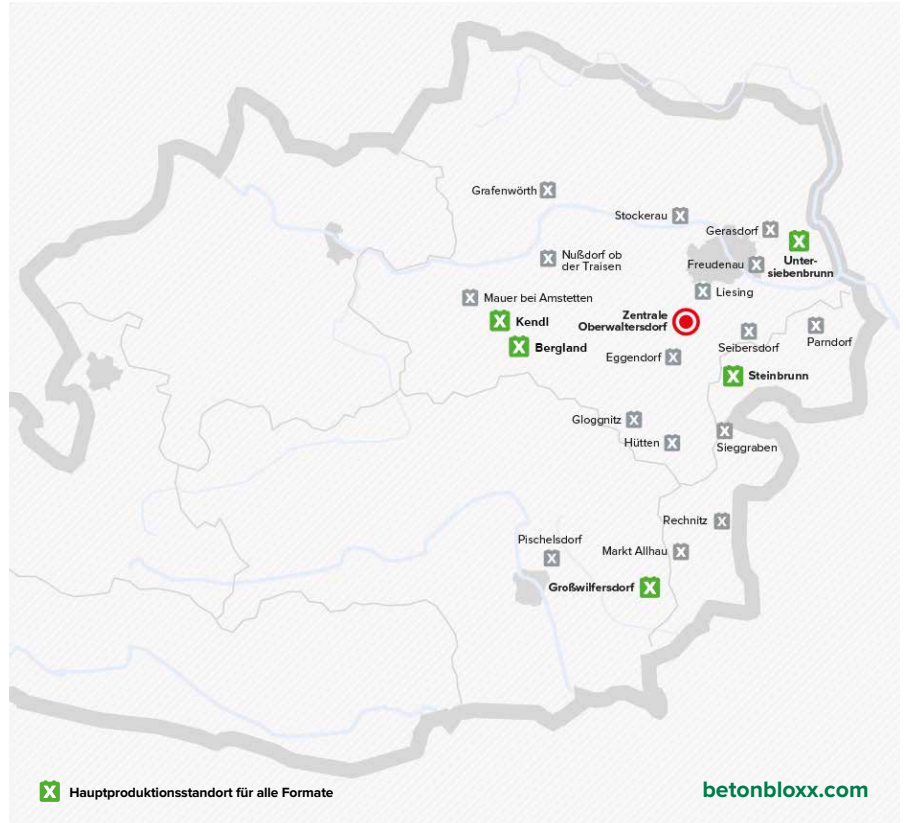 Grafenwörth
Stockerau
Gerasdorf
Unter-
siebenbrunn
Nußdorf ob
der Traisen
Freudenau
Liesing
Mauer bei Amstetten
Kendl
Zentrale
Oberwaltersdorf
Bergland
Seibersdorf
Parndorf
Eggendorf
Steinbrunn
Gloggnitz
Hütten
Sieggraben
Rechnitz
Pischelsdorf
Markt Allhau
Großwilfersdorf
Hauptproduktionsstandort für alle Formate
betonbloxx.com